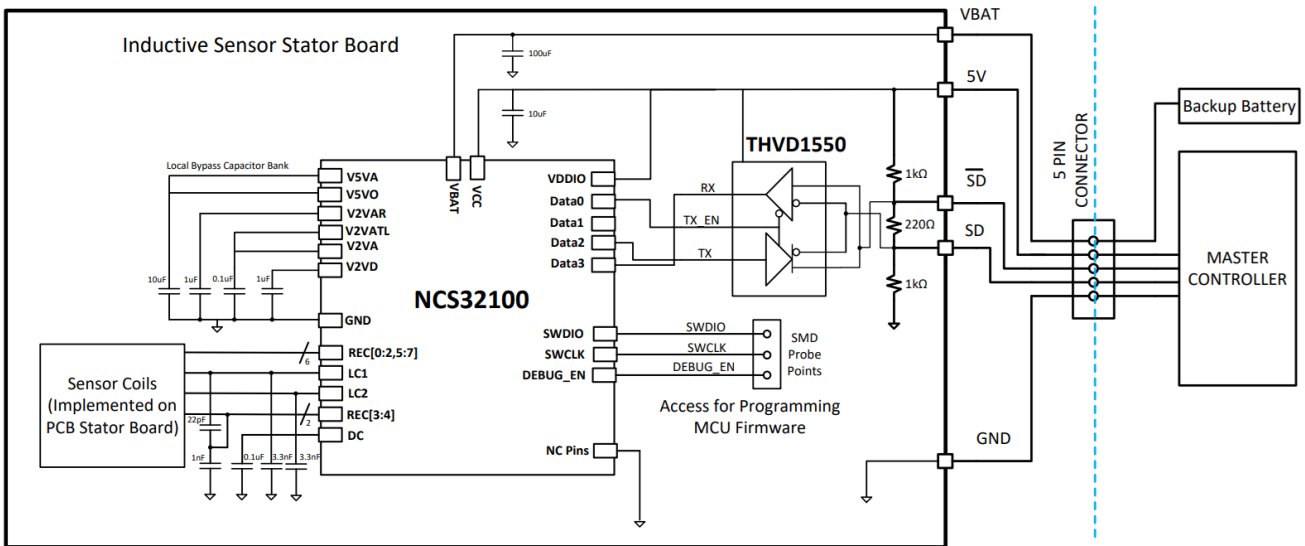 VBAT
Inductive Sensor Stator Board
100uF
5V
10uF
Backup Battery
THVD1550
Local Bypass Capacitor Bank
5 PIN
CONNECTOR
V5VA
V5VO
V2VAR
V2VATL
V2VA
V2VD
VBAT
VCC
VDDIO
Data0
Data1
Data2
Data3
RX
TX_EN
TX
1kΩ
220Ω
1kΩ
SD
SD
MASTER
CONTROLLER
10uF
1uF
0.1uF
1uF
NCS32100
GND
SWDIO
SWCLK
DEBUG_EN
SWDIO
SWCLK
DEBUG_EN
SMD
Probe
Points
Access for Programming
MCU Firmware
Sensor Coils
(Implemented on
PCB Stator Board)
REC[0:2,5:7]
LC1
LC2
REC[3:4]
DC
6
2
22pF
1nF
0.1uF
3.3nF
3.3nF
NC Pins
GND